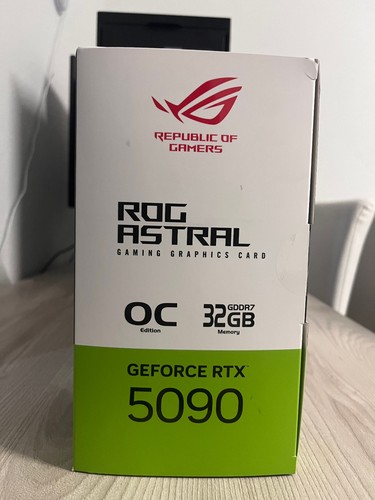 REPUBLIC OF
GAMERS
ROG
ASTRAL
GAMING GRAPHICS CARD
OC
Edition
32GB GDDR7
Memory
GEFORCE RTX
5090